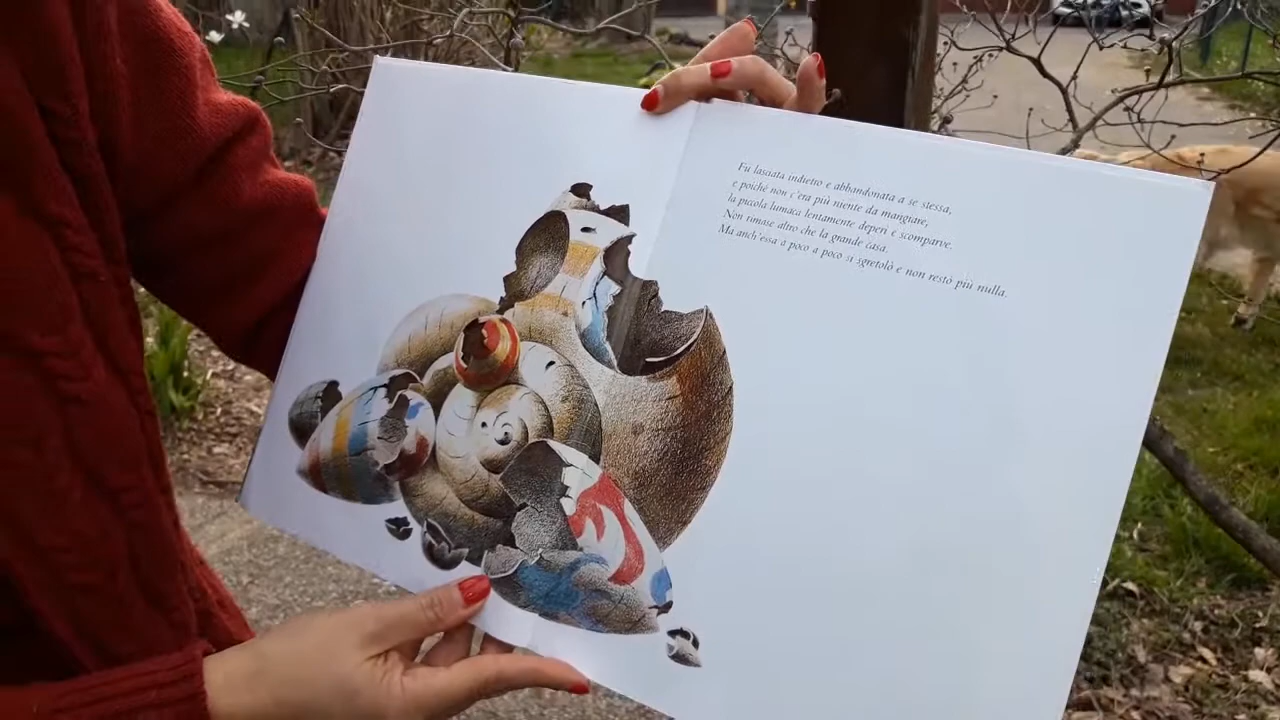 Fu lasciata indietro e abbandonata a se stessa,
e poiché non c'era più niente da mangiare,
la piccola lumaca lentamente deperì e scomparve.
Non rimase altro che la grande casa.
Ma anch'essa a poco a poco si sgretolò e non restò più nulla.